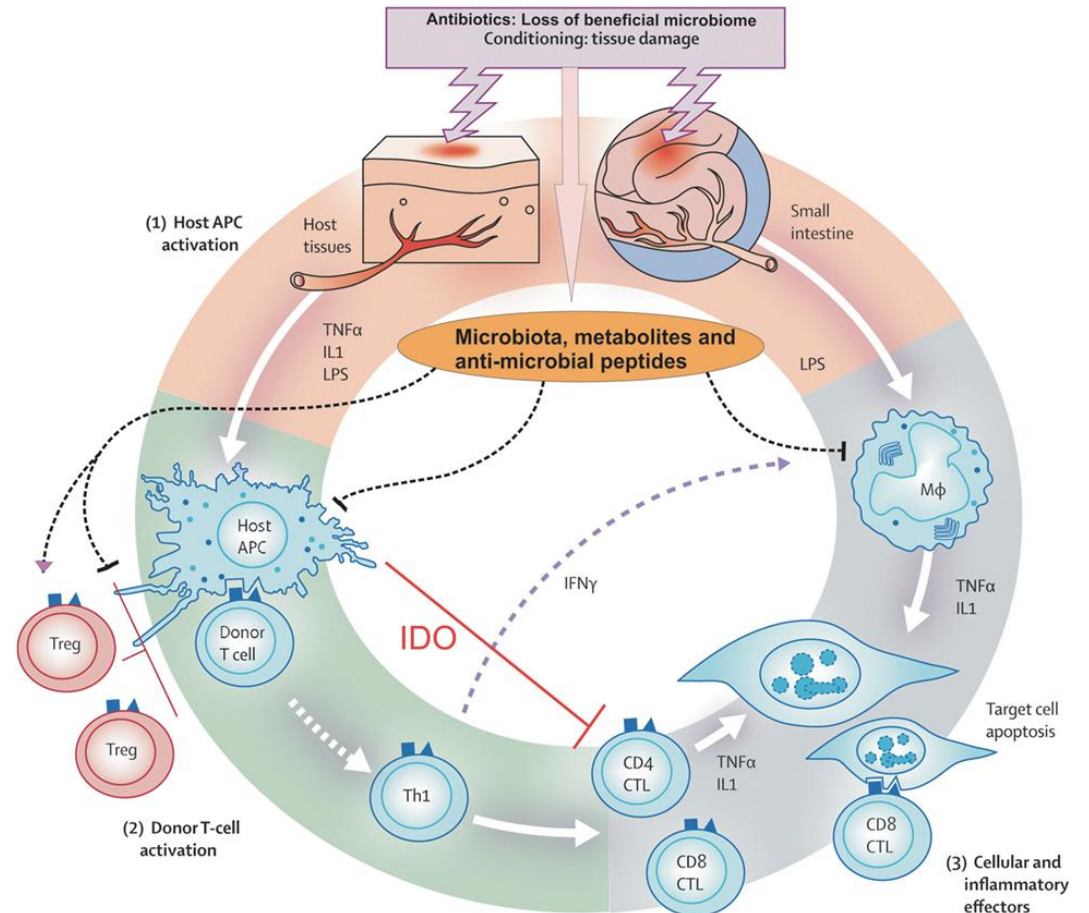 Antibiotics: Loss of beneficial microbiome
Conditioning: tissue damage
(1) Host APC
activation
Host
tissues
Small
intestine
TNFα
IL1
LPS
Microbiota, metabolites and
anti-microbial peptides
LPS
Host
APC
Mϕ
IFNγ
TNFα
IL1
Treg
Donor
T cell
IDO
Treg
Th1
CD4
CTL
TNFα
IL1
Target cell
apoptosis
(2) Donor T-cell
activation
CD8
CTL
CD8
CTL
(3) Cellular and
inflammatory
effectors